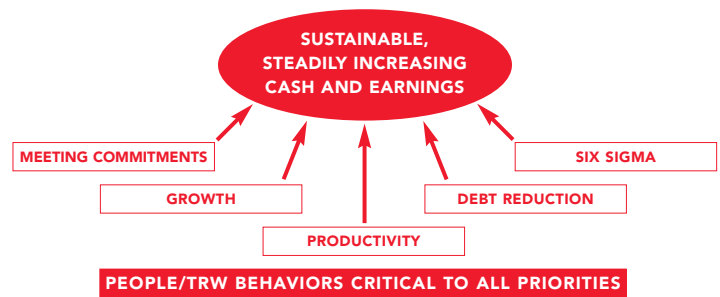 SUSTAINABLE,
STEADILY INCREASING
CASH AND EARNINGS
MEETING COMMITMENTS
SIX SIGMA
GROWTH
DEBT REDUCTION
PRODUCTIVITY
PEOPLE/TRW BEHAVIORS CRITICAL TO ALL PRIORITIES